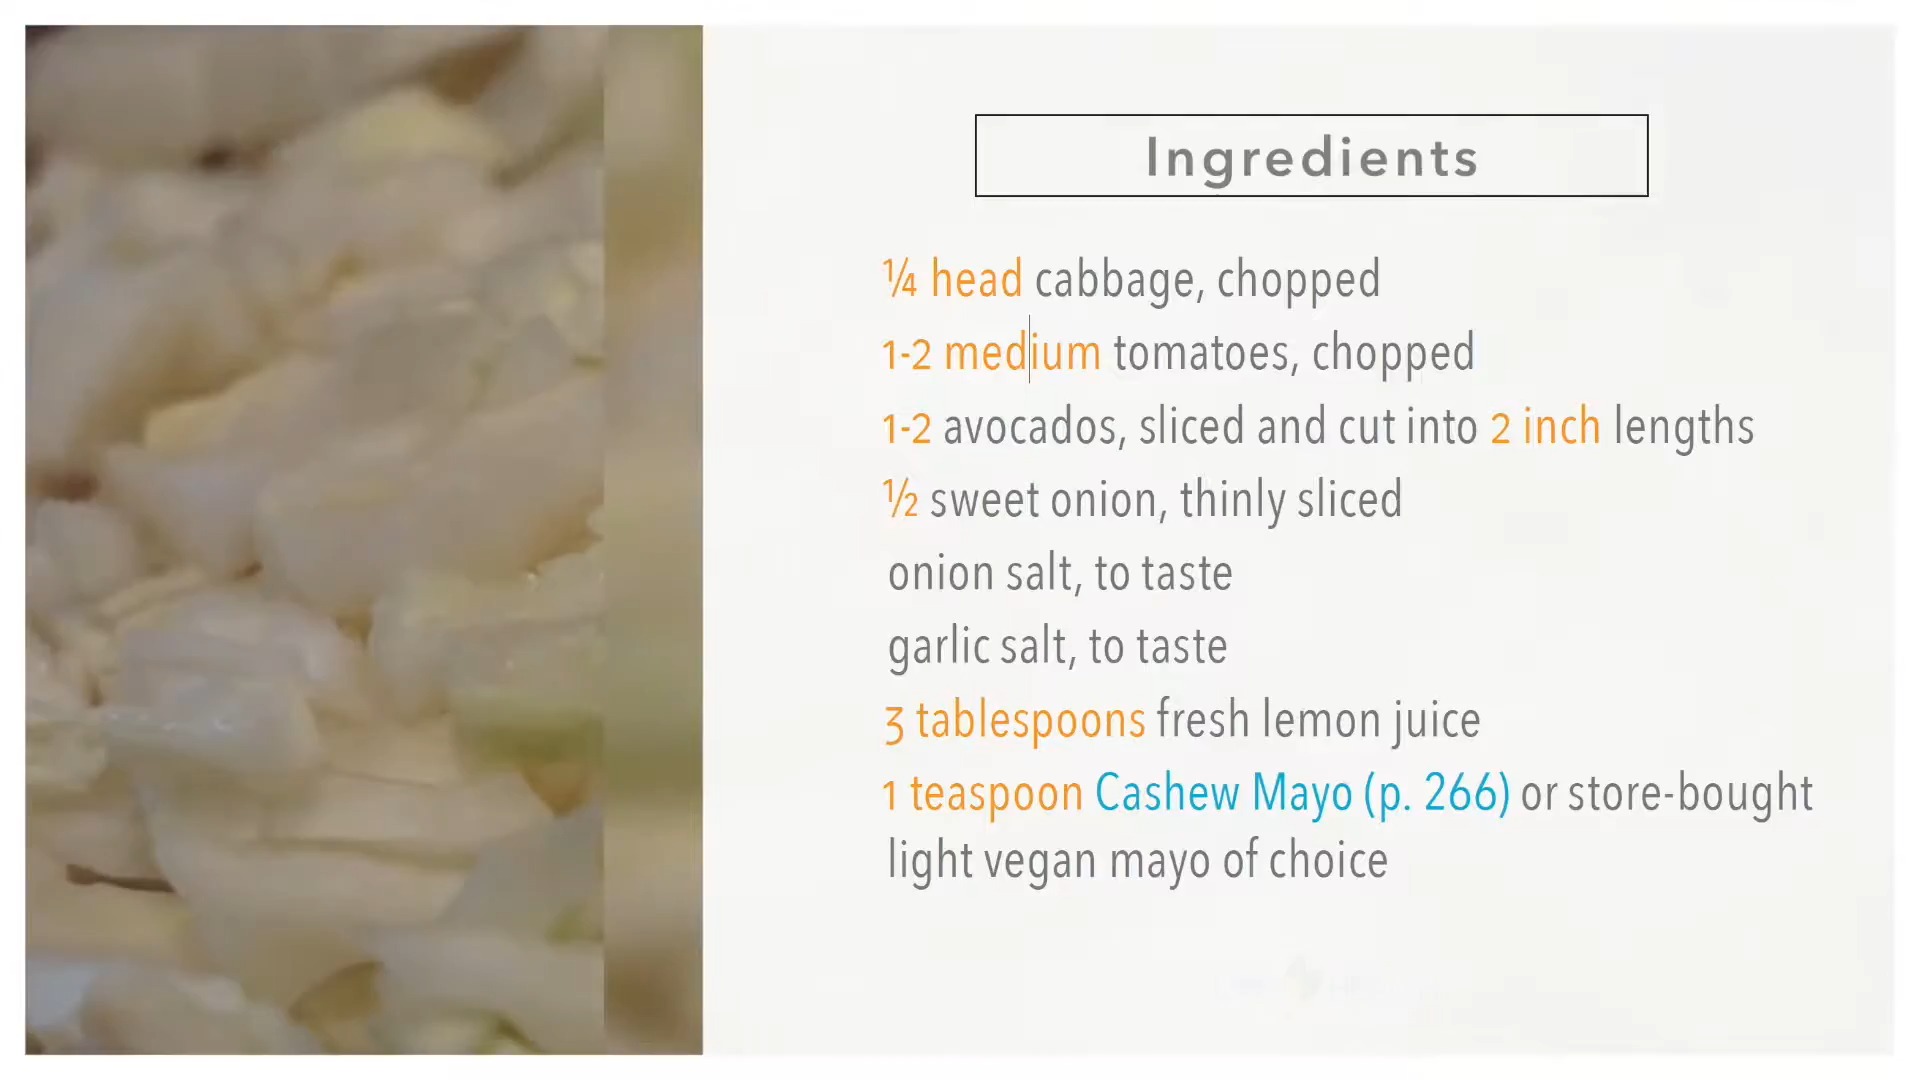 Ingredients
¼ head cabbage, chopped
1-2 medium tomatoes, chopped
1-2 avocados, sliced and cut into 2 inch lengths
½ sweet onion, thinly sliced
onion salt, to taste
garlic salt, to taste
3 tablespoons fresh lemon juice
1 teaspoon Cashew Mayo (p. 266) or store-bought
light vegan mayo of choice